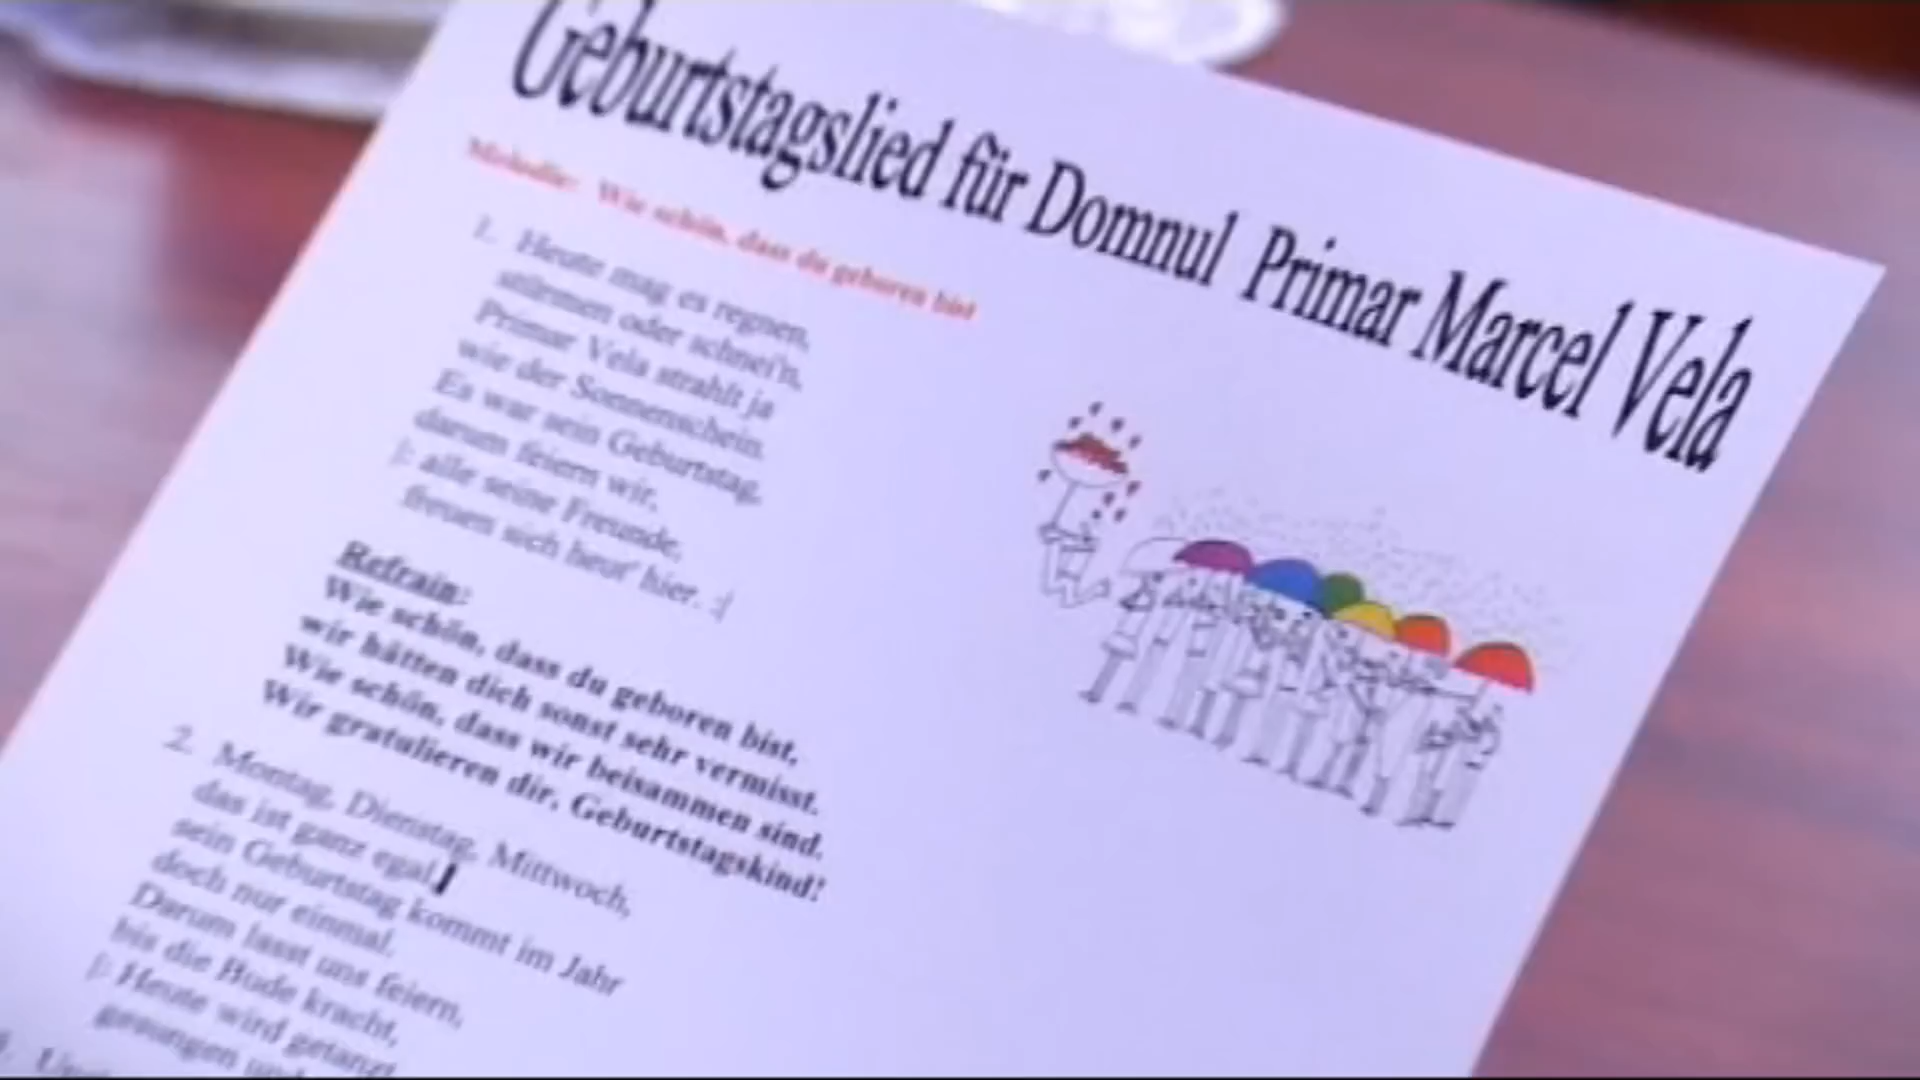 Geburtstagslied für Domnul Primar Marcel Vela
Melodie: Wie schön, dass du geboren bist
1. Heute mag es regnen,
stürmen oder schnei'n,
Primar Vela strahlt ja
wie der Sonnenschein.
Es war sein Geburtstag,
darum feiern wir,
|: alle seine Freunde,
freuen sich heut' hier. :|
Refrain:
Wie schön, dass du geboren bist,
wir hätten dich sonst sehr vermisst.
Wie schön, dass wir beisammen sind.
Wir gratulieren dir, Geburtstagskind!
2. Montag, Dienstag, Mittwoch,
das ist ganz egal,
sein Geburtstag kommt im Jahr
doch nur einmal.
Darum lasst uns feiern,
bis die Bude kracht,
|: Heute wird getanzt
gesungen und